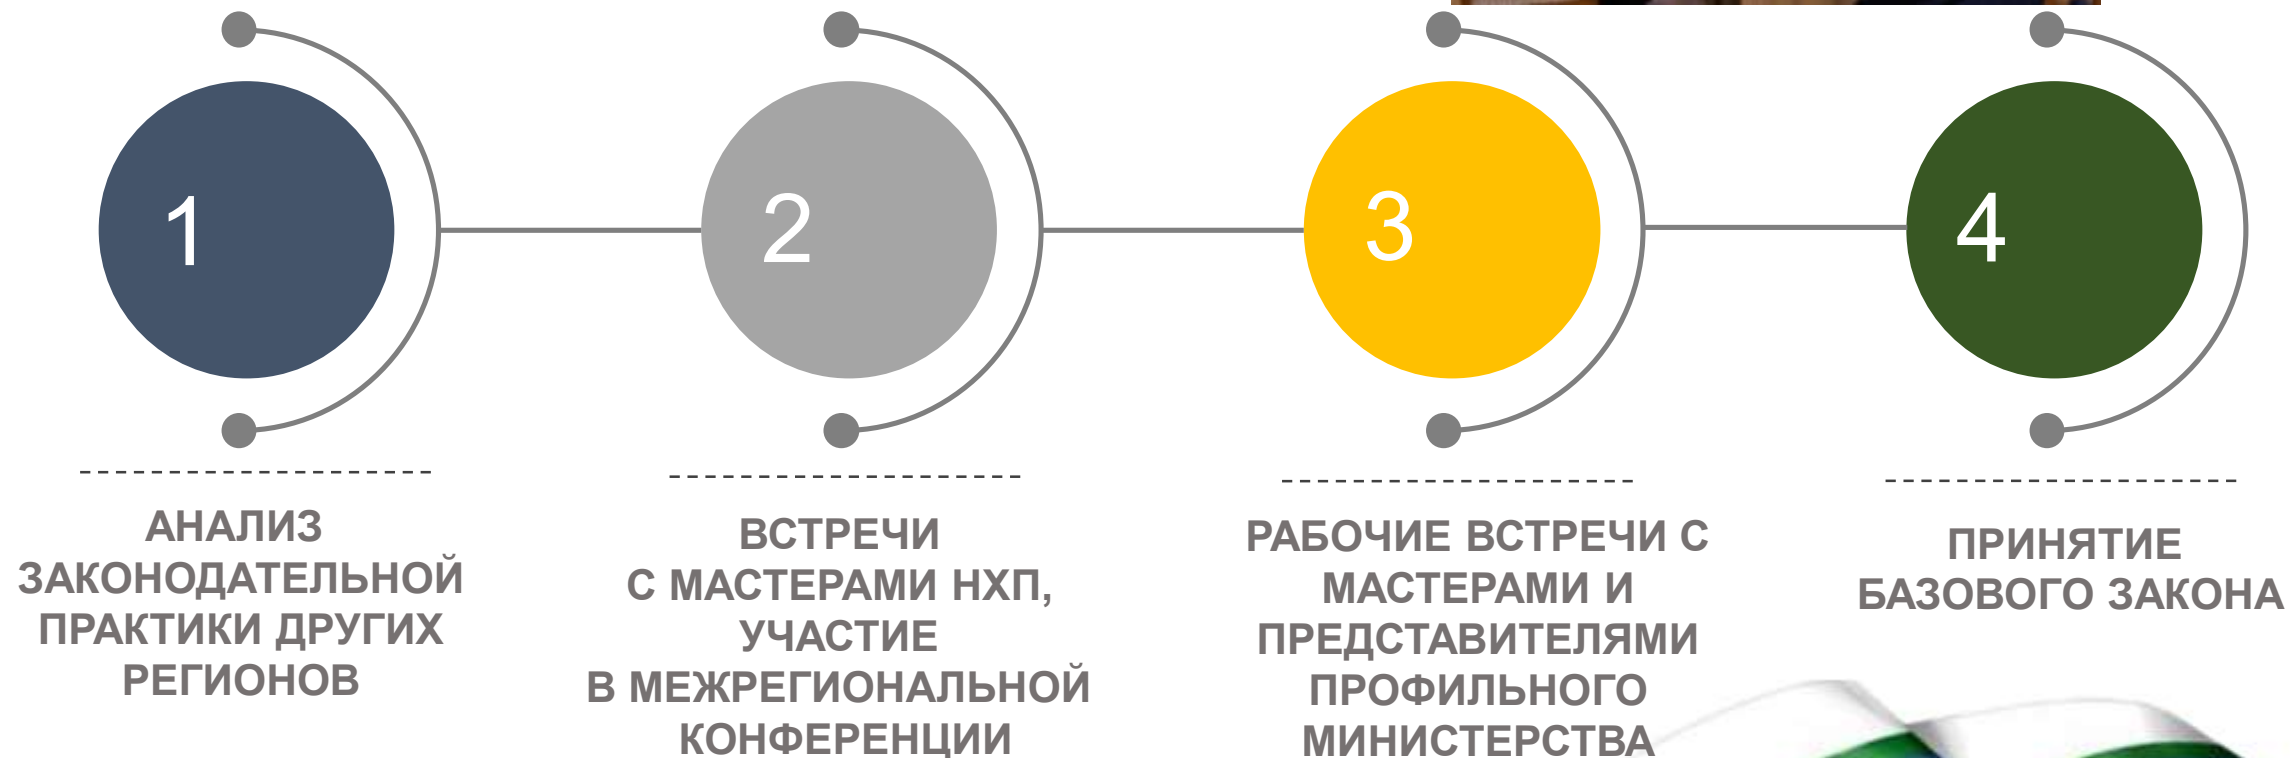 1
АНАЛИЗ
ЗАКОНОДАТЕЛЬНОЙ
ПРАКТИКИ ДРУГИХ
РЕГИОНОВ
2
ВСТРЕЧИ
С МАСТЕРАМИ НХП,
УЧАСТИЕ
В МЕЖРЕГИОНАЛЬНОЙ
КОНФЕРЕНЦИИ
3
РАБОЧИЕ ВСТРЕЧИ С
МАСТЕРАМИ И
ПРЕДСТАВИТЕЛЯМИ
ПРОФИЛЬНОГО
МИНИСТЕРСТВА
4
ПРИНЯТИЕ
БАЗОВОГО ЗАКОНА